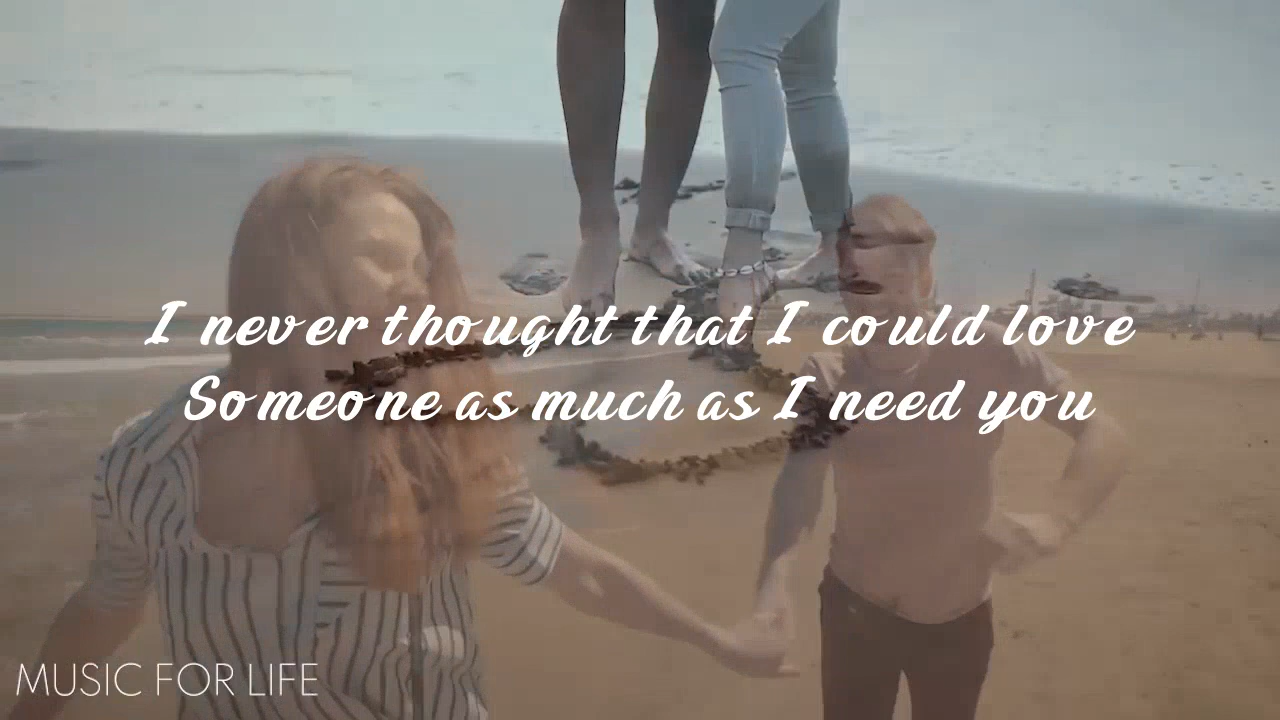 I never thought that I could love
Someone as much as I need you
MUSIC FOR LIFE